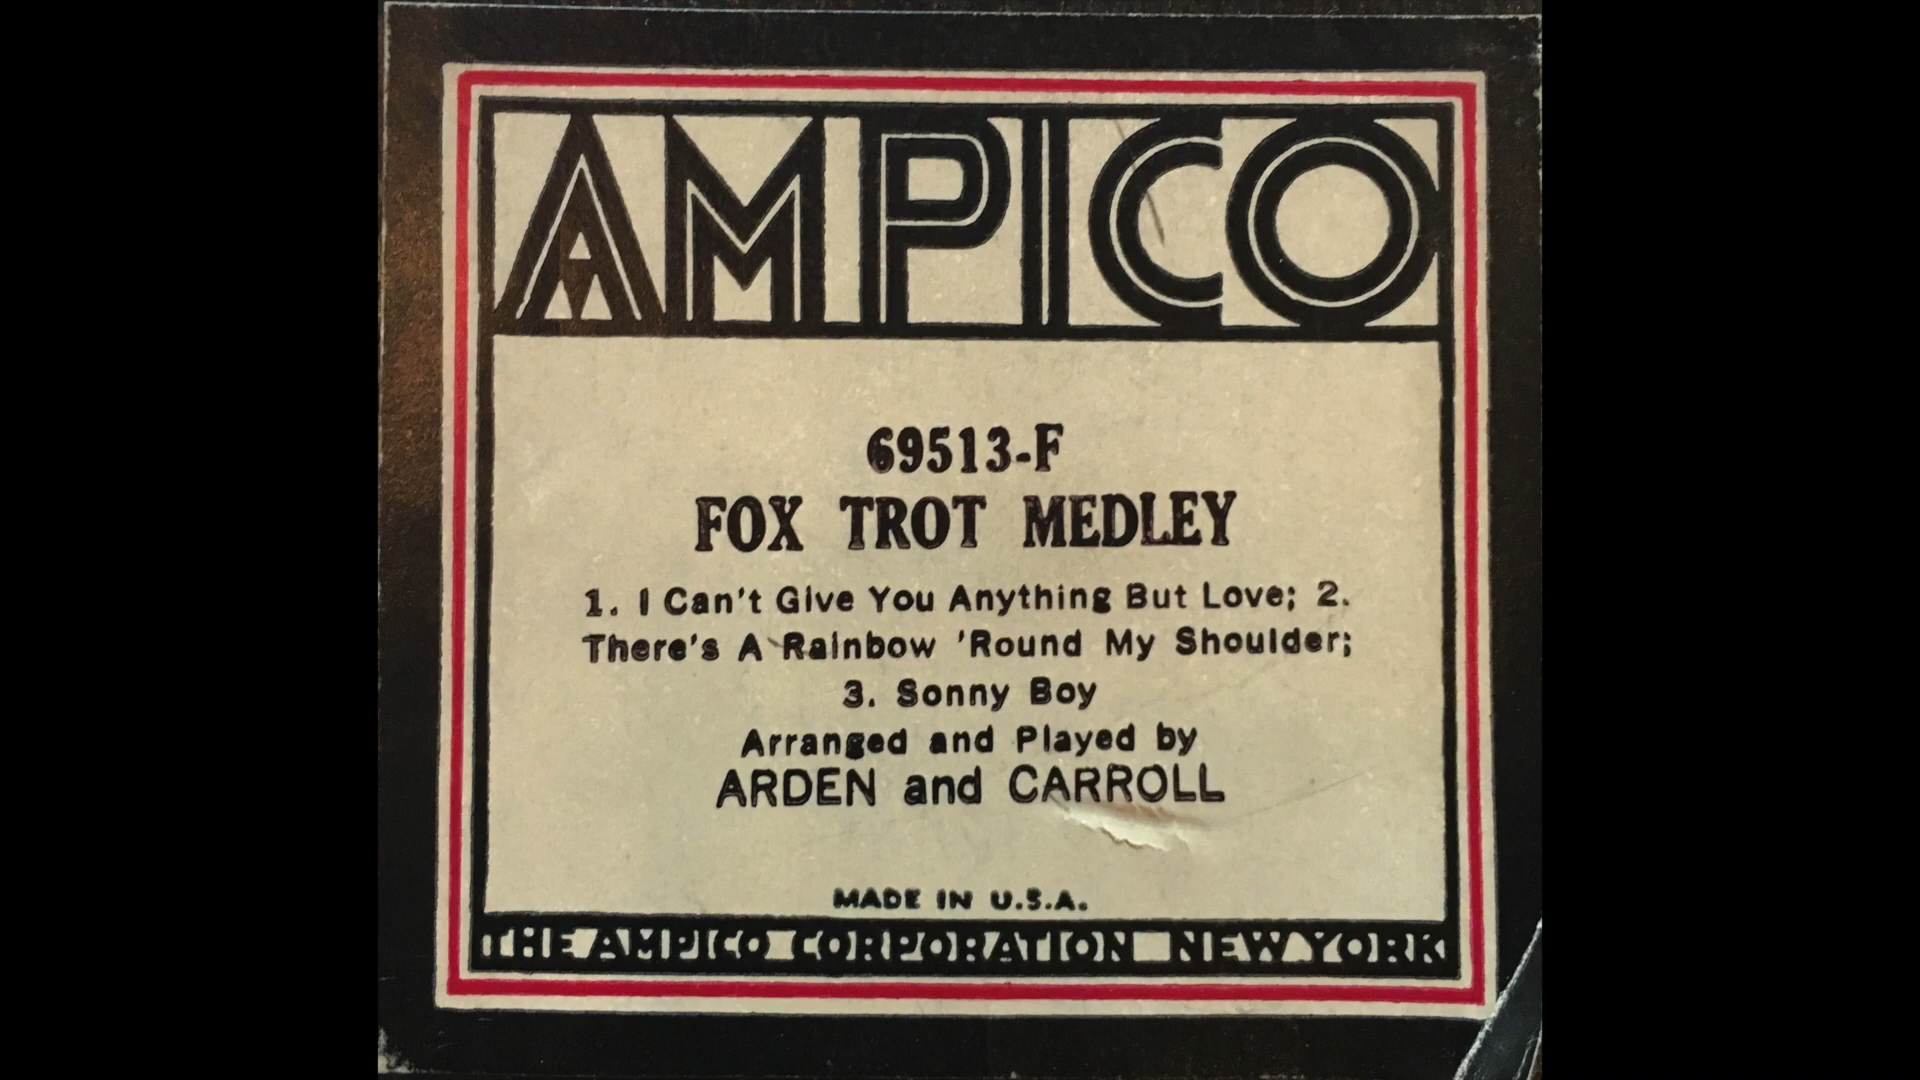 AMPICO
69513-F
FOX TROT MEDLEY
1. I Can't Give You Anything But Love; 2.
There's A Rainbow 'Round My Shoulder;
3. Sonny Boy
Arranged and Played by
ARDEN and CARROLL
MADE IN U.S.A.
THE AMPICO CORPORATION NEW YORK